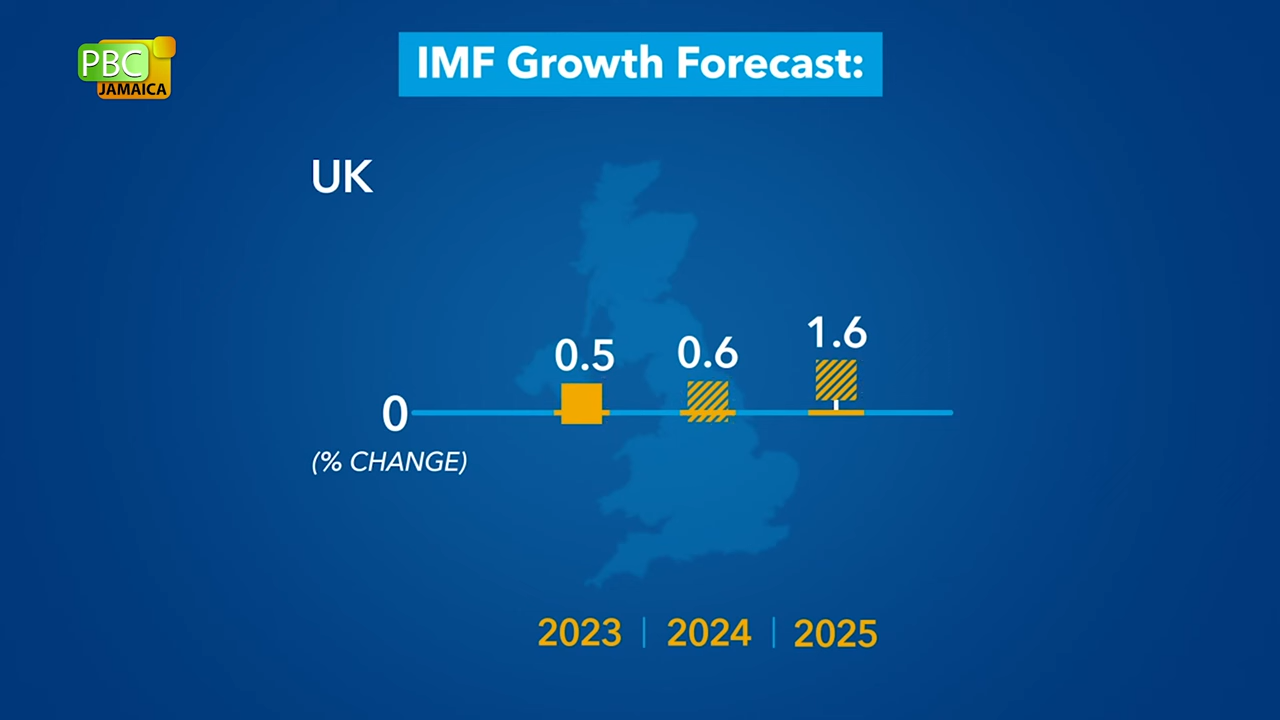 PBC
JAMAICA
IMF Growth Forecast:
UK
0.5 0.6 1.6
0
(% CHANGE)
2023 | 2024 | 2025